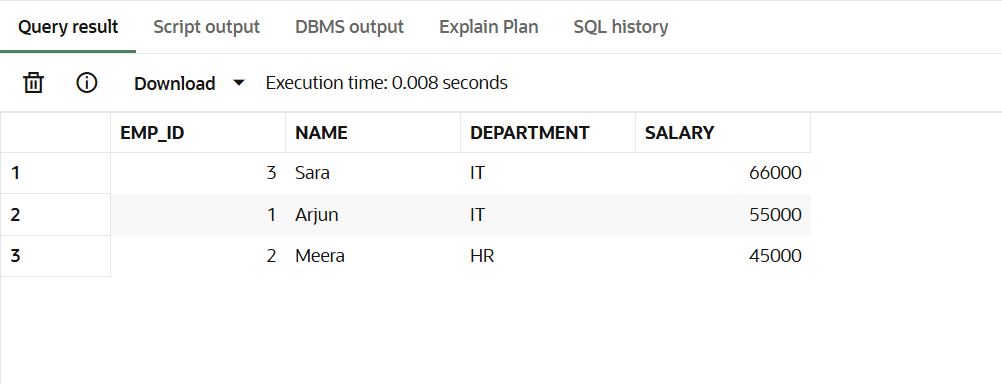 Query result Script output DBMS output Explain Plan SQL history
Download Execution time: 0.008 seconds
EMP_ID NAME DEPARTMENT SALARY
1 3 Sara IT 66000
2 1 Arjun IT 55000
3 2 Meera HR 45000